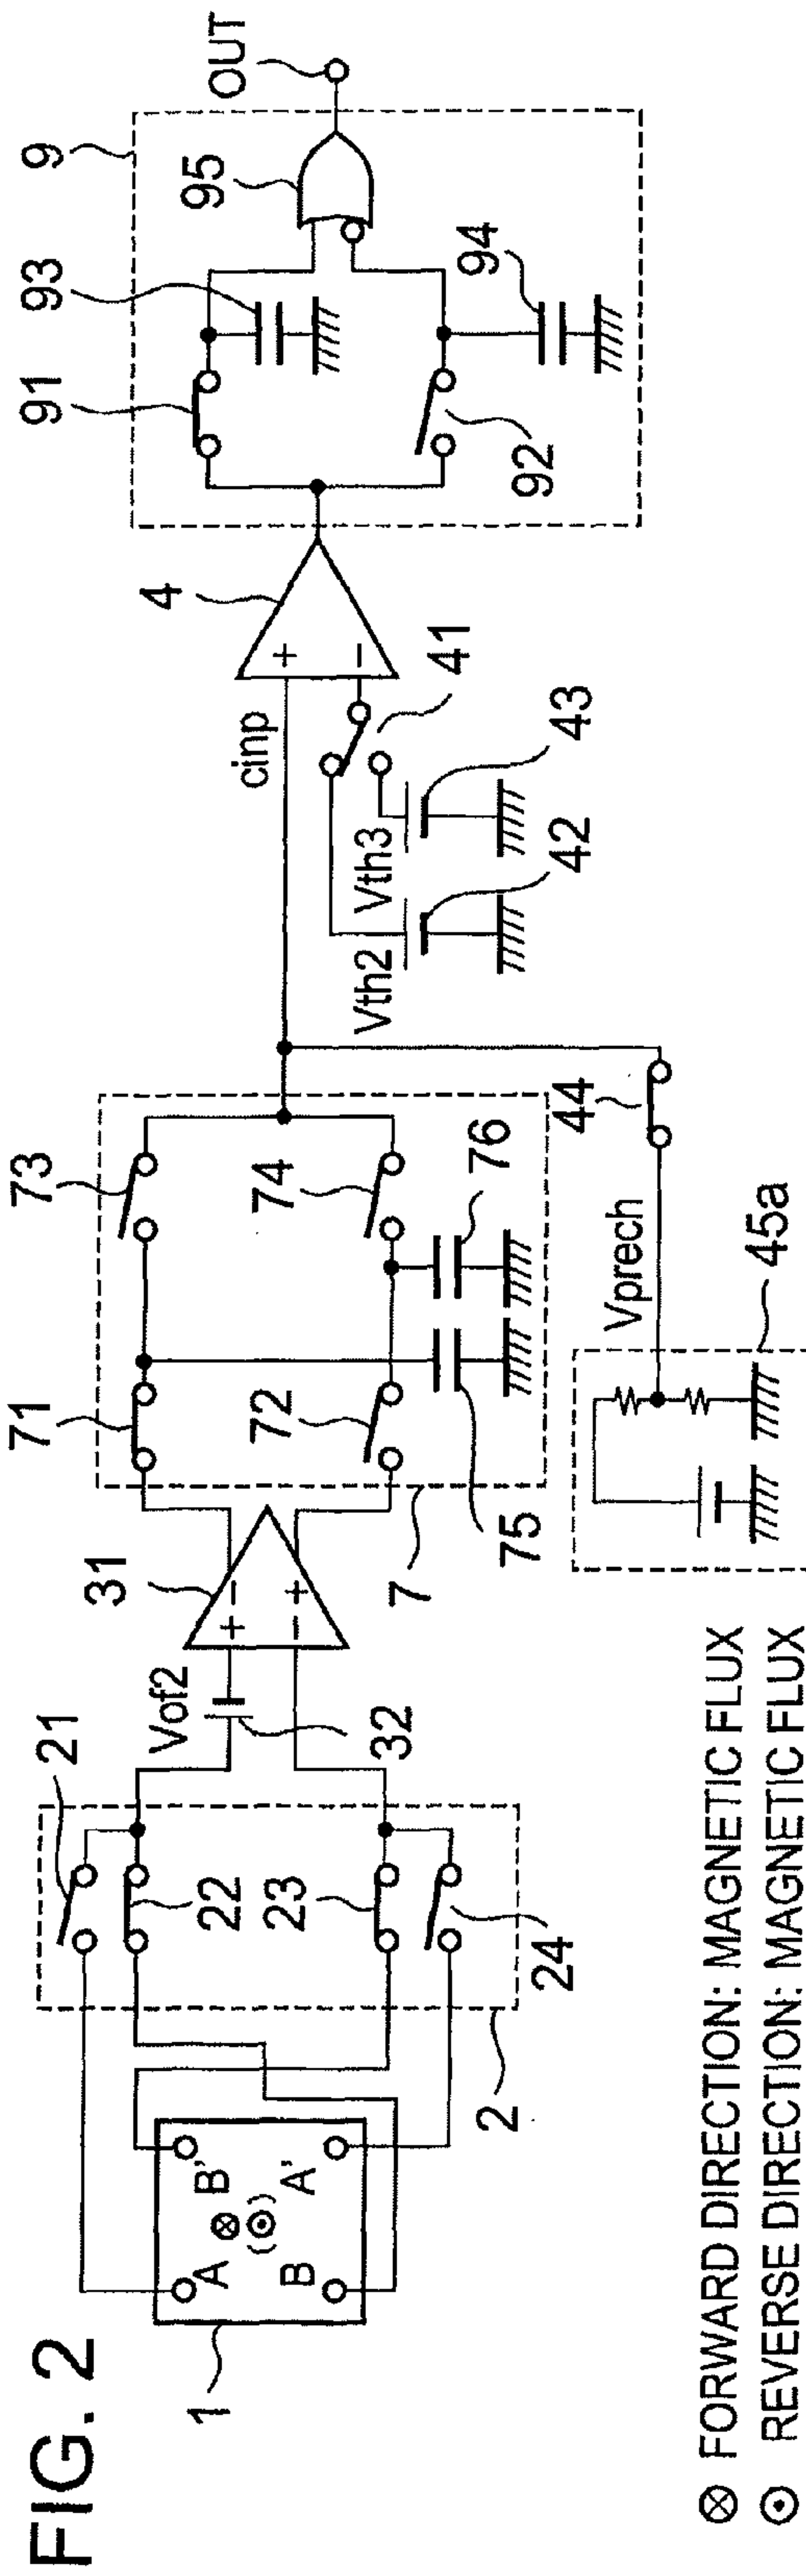 FIG. 2
1
A
B'
B
A'
2
21
22
23
24
Vof2
32
31
+
−
−
+
7
71
72
73
74
75
76
cinp
Vprech
44
45a
Vth2
Vth3
41
42
43
4
+
−
9
91
92
93
94
95
OUT
FORWARD DIRECTION: MAGNETIC FLUX
REVERSE DIRECTION: MAGNETIC FLUX